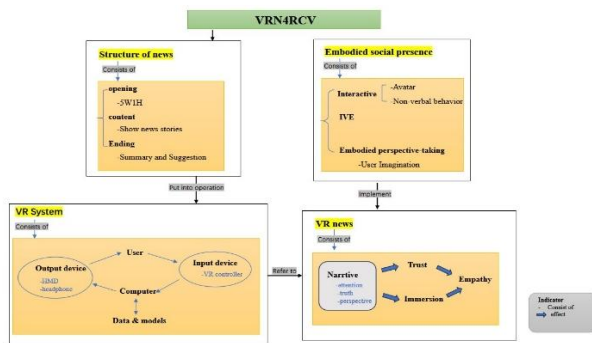 VRN4RCV
Structure of news
Consists of
opening
-5W1H
content
-Show news stories
Ending
-Summary and Suggestion
Embodied social presence
Consists of
Interactive
-Avatar
-Non-verbal behavior
IVE
Embodied perspective-taking
-User Imagination
Put into operation
Implement
VR System
Consists of
User
Output device
-HMD
-headphone
Input device
-VR controller
Computer
Data & models
Refer to
VR news
Consists of
Narrtive
-attention
-truth
-perspective
Trust
Immersion
Empathy
Indicator
- Consist of
effect